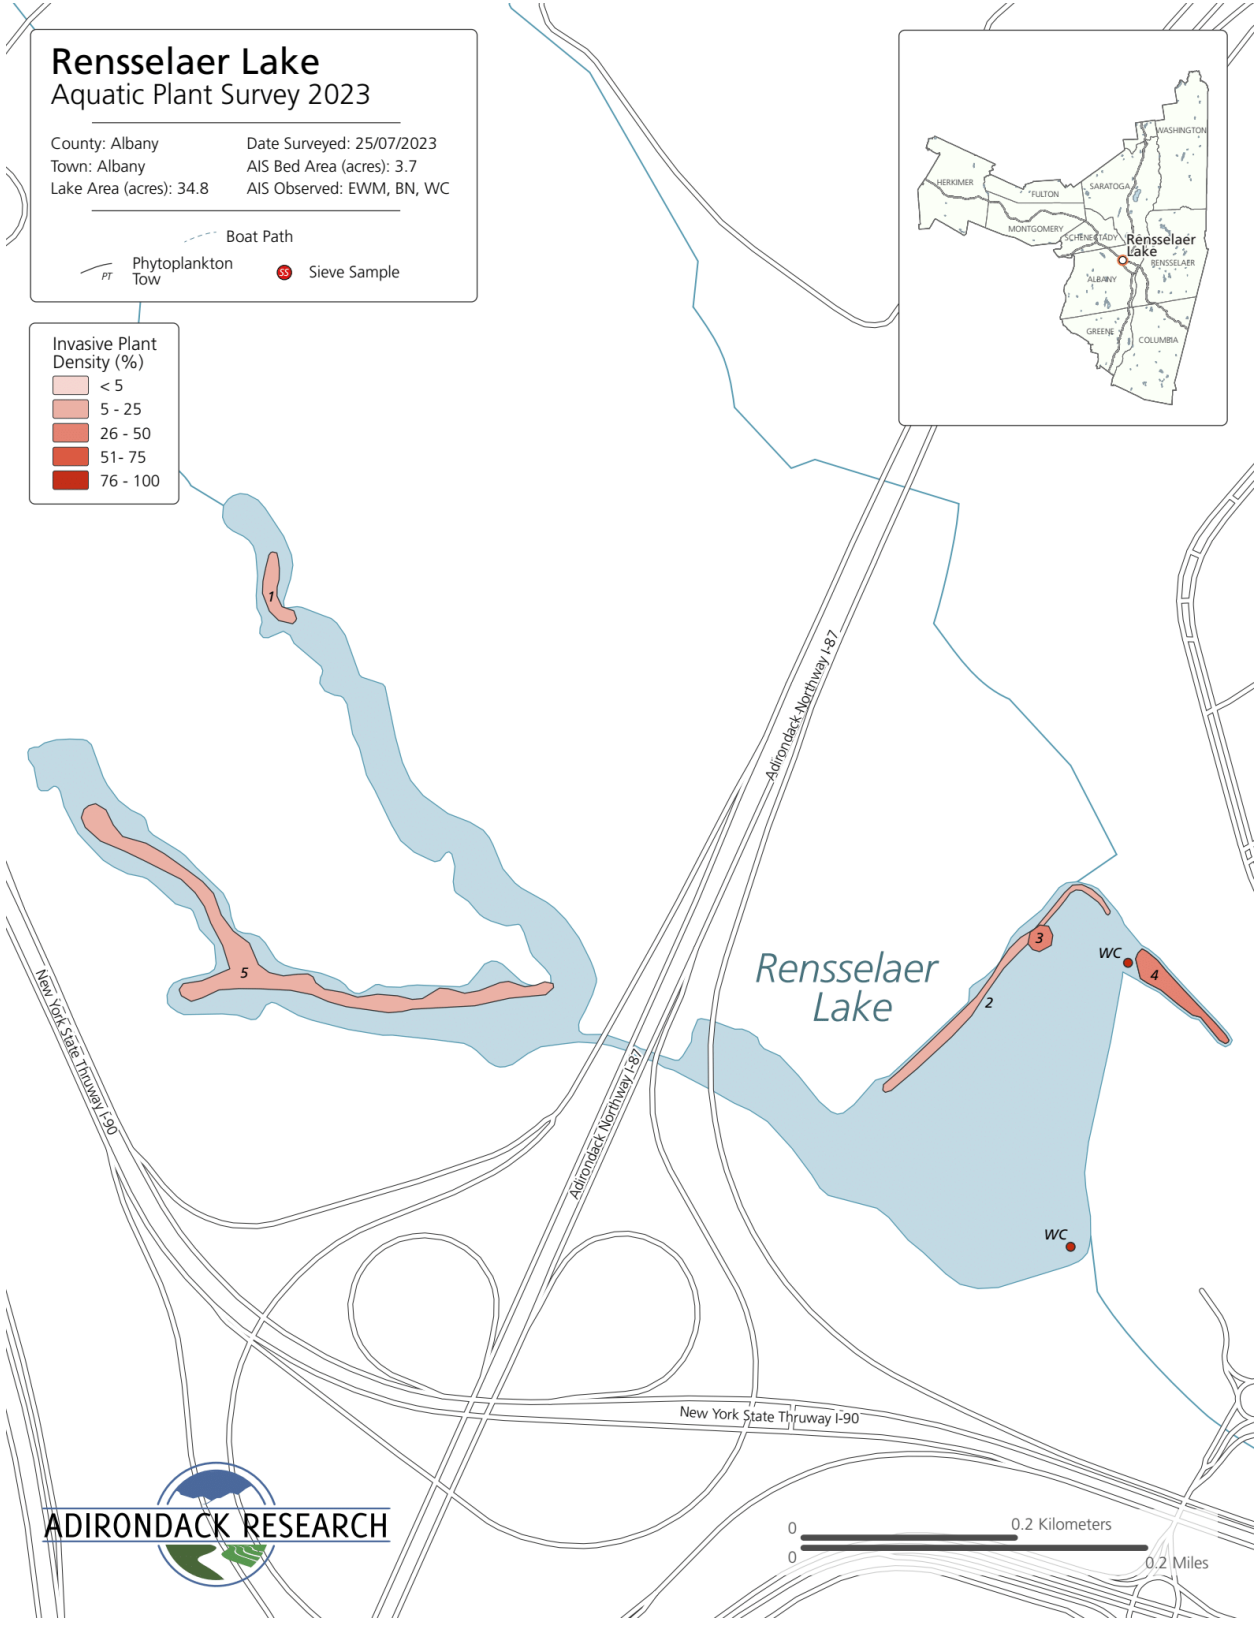 Rensselaer Lake
Aquatic Plant Survey 2023
County: Albany
Date Surveyed: 25/07/2023
Town: Albany
AIS Bed Area (acres): 3.7
Lake Area (acres): 34.8
AIS Observed: EWM, BN, WC
Boat Path
PT
Phytoplankton
Tow
SS
Sieve Sample
Invasive Plant
Density (%)
< 5
5 - 25
26 - 50
51- 75
76 - 100
WASHINGTON
HERKIMER
FULTON
SARATOGA
MONTGOMERY
SCHENECTADY
Rensselaer
Lake
RENSSELAER
ALBANY
GREENE
COLUMBIA
1
Adirondack Northway I-87
3
WC
4
Rensselaer
Lake
2
5
New York State Thruway I-90
Adirondack Northway I-87
WC
New York State Thruway I-90
ADIRONDACK RESEARCH
0
0.2 Kilometers
0
0.2 Miles